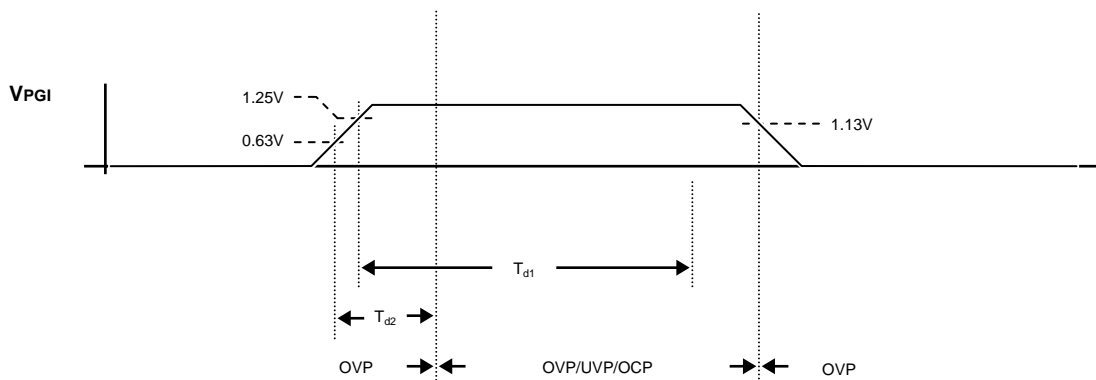 VPGI
1.25V
0.63V
1.13V
Td1
Td2
OVP
OVP/UVP/OCP
OVP